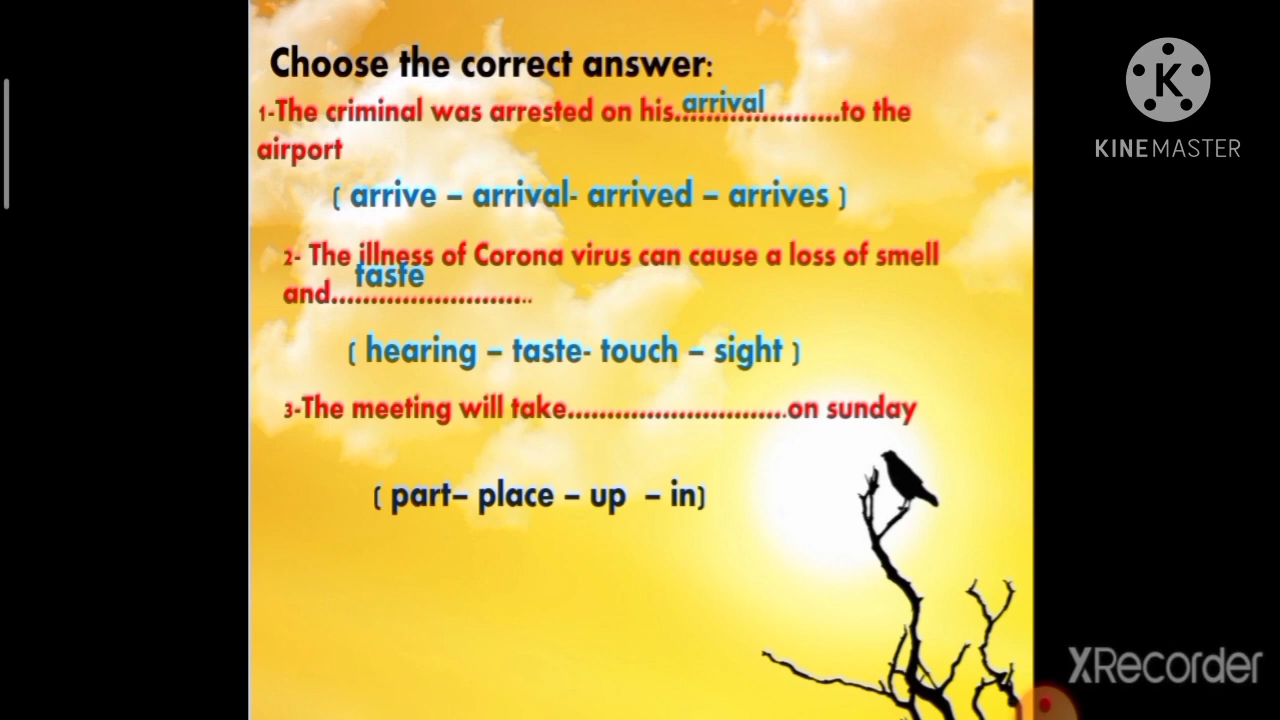 Choose the correct answer:
1-The criminal was arrested on his.....................to the
arrival
airport
( arrive – arrival- arrived – arrives )
2- The illness of Corona virus can cause a loss of smell
taste
and.........................
( hearing – taste- touch – sight )
3-The meeting will take............................on sunday
( part– place – up – in)
K
KINEMASTER
XRecorder